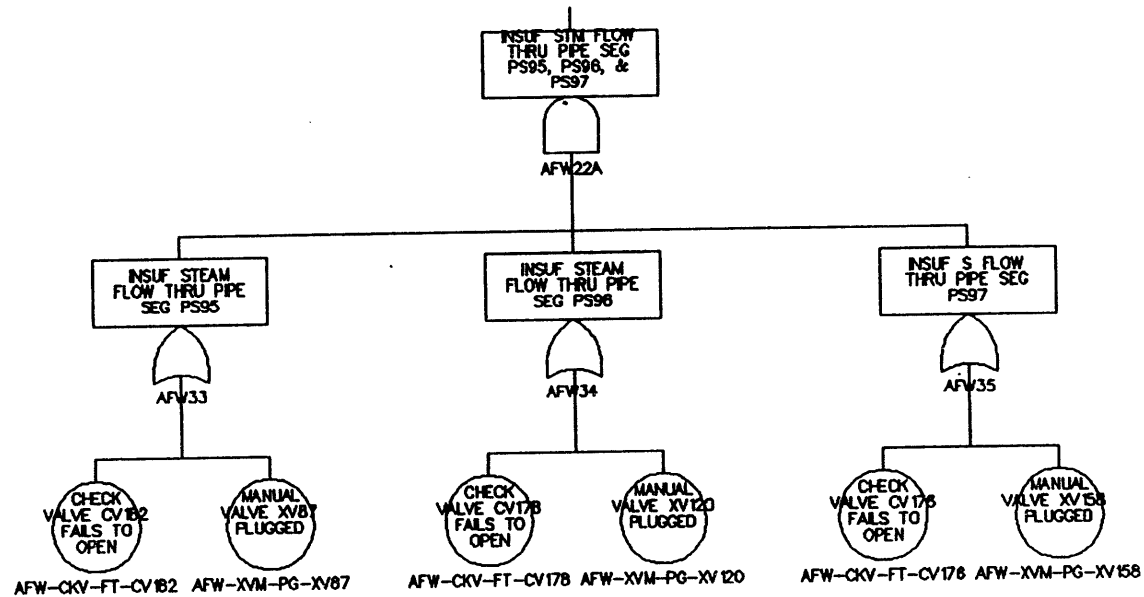 INSUF STM FLOW
THRU PIPE SEG
PS95, PS96, &
PS97
AFW22A
INSUF STEAM
FLOW THRU PIPE
SEG PS95
INSUF STEAM
FLOW THRU PIPE
SEG PS96
INSUF S FLOW
THRU PIPE SEG
PS97
AFW33
AFW34
AFW35
CHECK
VALVE CV182
FAILS TO
OPEN
MANUAL
VALVE XV87
PLUGGED
CHECK
VALVE CV178
FAILS TO
OPEN
MANUAL
VALVE XV120
PLUGGED
CHECK
VALVE CV176
FAILS TO
OPEN
MANUAL
VALVE XV158
PLUGGED
AFW-CKV-FT-CV182
AFW-XVM-PG-XV87
AFW-CKV-FT-CV178
AFW-XVM-PG-XV120
AFW-CKV-FT-CV176
AFW-XVM-PG-XV158